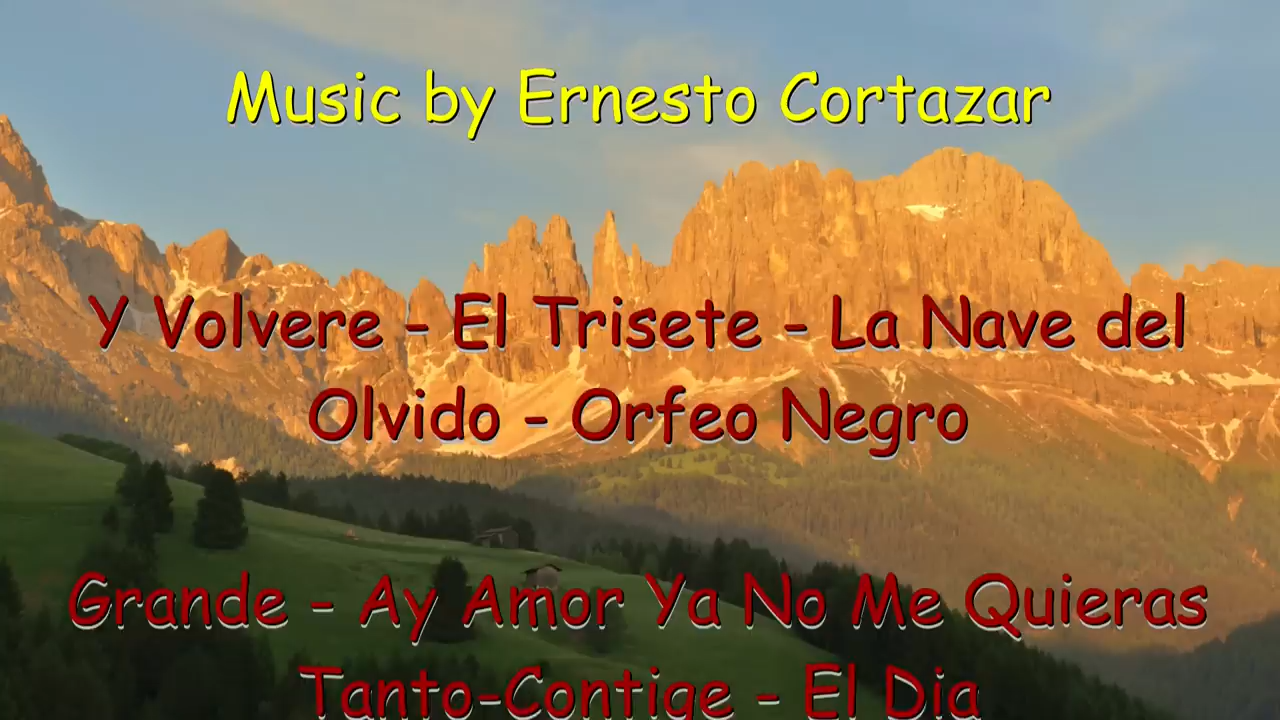 Music by Ernesto Cortazar
Y Volvere - El Trisete - La Nave del
Olvido - Orfeo Negro
Grande - Ay Amor Ya No Me Quieras
Tanto-Contige - El Dia